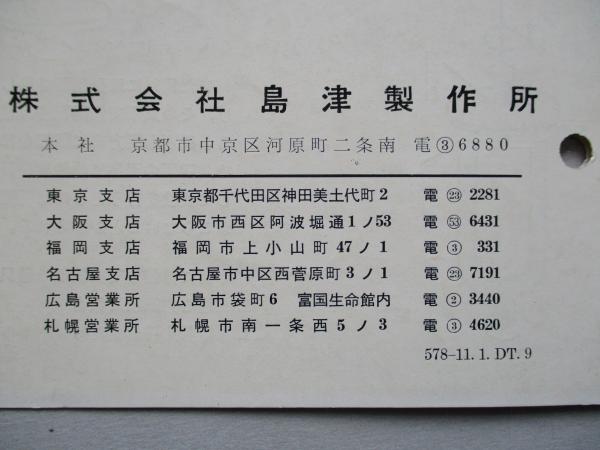 株式会社島津製作所
本社 京都市中京区河原町二条南 電③6880
東京支店 東京都千代田区神田美土代町2 電㉓2281
大阪支店 大阪市西区阿波堀通1ノ53 電53 6431
福岡支店 福岡市上小山町47ノ1 電③331
名古屋支店 名古屋市中区西菅原町3ノ1 電㉓7191
広島営業所 広島市袋町6 富国生命館内 電②3440
札幌営業所 札幌市南一条西5ノ3 電③4620
578-11.1.DT.9